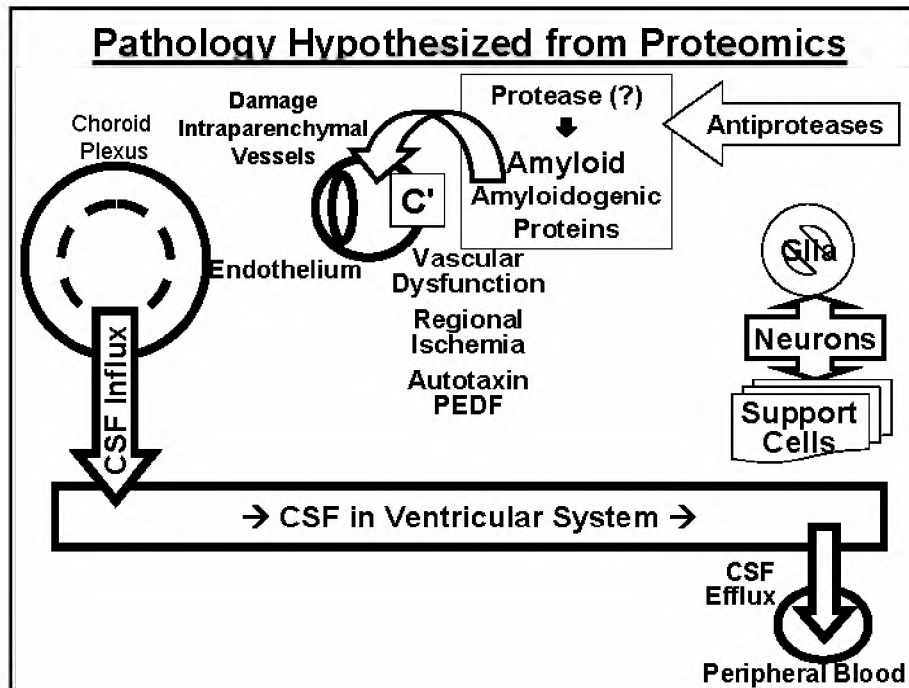 Pathology Hypothesized from Proteomics
Choroid
Plexus
Damage
Intraparenchymal
Vessels
Protease (?)
Amyloid
Amyloidogenic
Proteins
Antiproteases
C'
Endothelium
Vascular
Dysfunction
Regional
Ischemia
Autotaxin
PEDF
Glia
Neurons
Support
Cells
CSF Influx
→ CSF in Ventricular System →
CSF
Efflux
Peripheral Blood